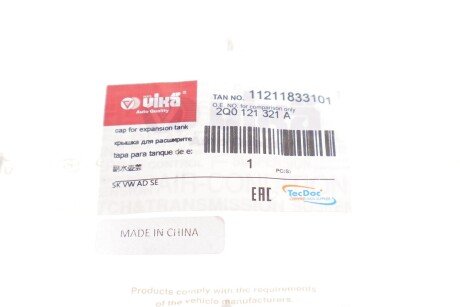 vika
Auto Quality
TAN NO. 11211833101
O.E. NO. for comparison only
2Q0 121 321 A
cap for expansion tank
крышка для расширите
tapa para tanque de e:
1 PC(S)
SK VW AD SE
EAC
TecDoc
MADE IN CHINA
Products comply with the requirements
of the vehicle manufacturers.